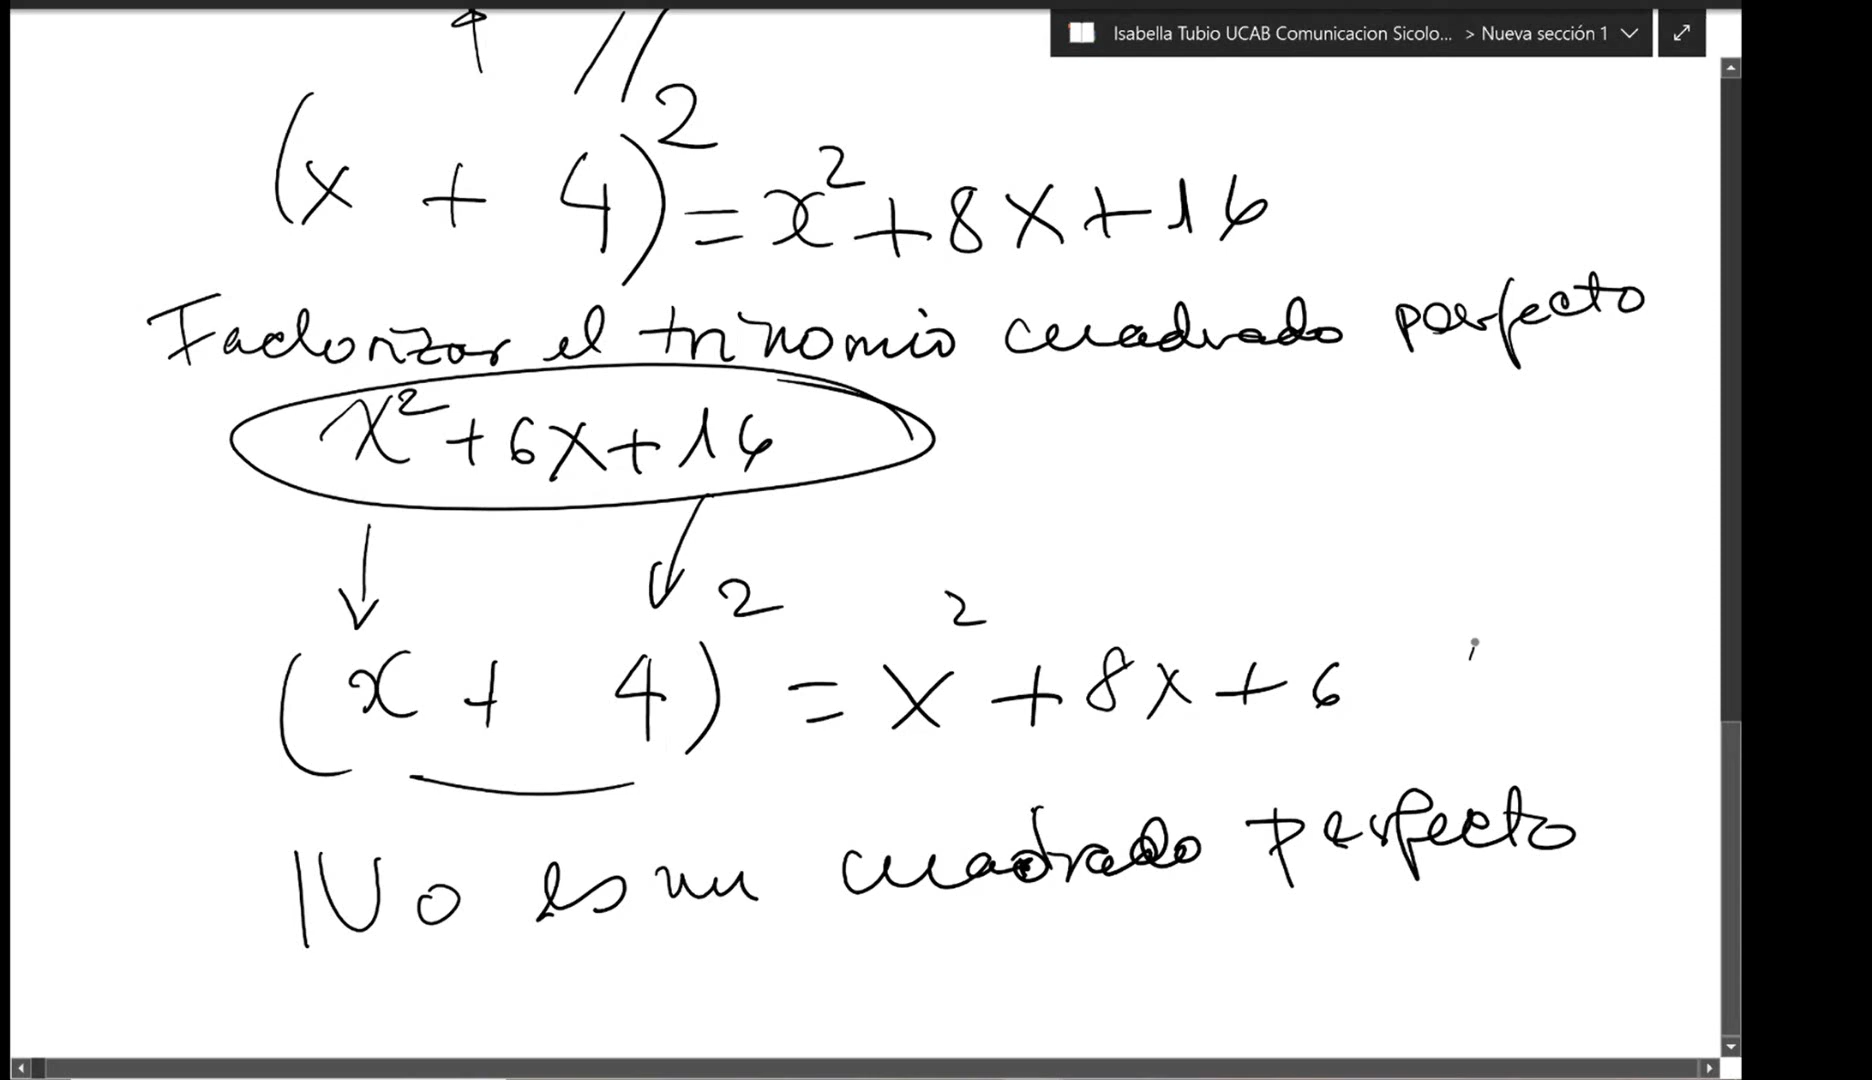 Isabella Tubio UCAB Comunicacion Sicolo... > Nueva sección 1
(x + 4)² = x² + 8x + 16
Factorizar el trinomio cuadrado perfecto
x² + 6x + 16
(x + 4)² = x² + 8x + 6
No es un cuadrado perfecto